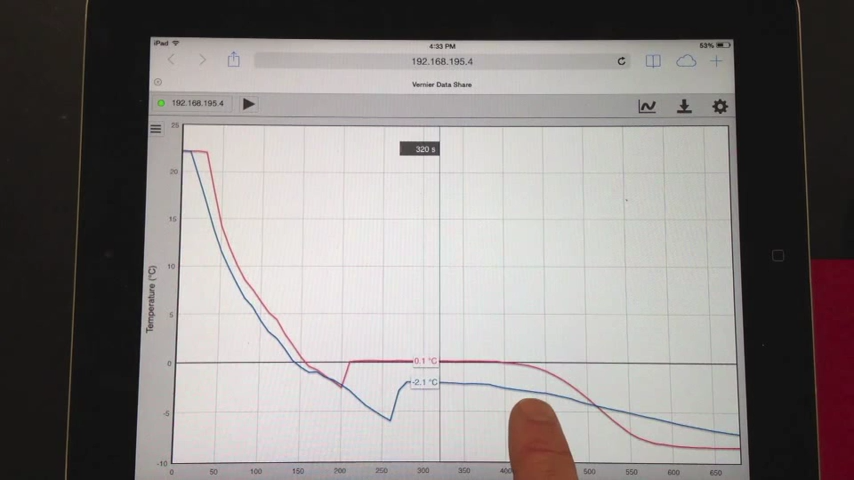 iPad
4:33 PM
53%
192.168.195.4
Vernier Data Share
192.168.195.4
25
320 s
20
15
10
Temperature (°C)
5
0
0.1 °C
-2.1 °C
-5
-10
0 50 100 150 200 250 300 350 40 500 550 600 650